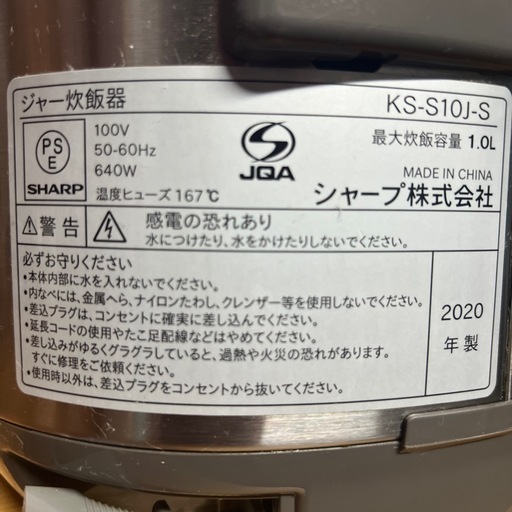 ジャー炊飯器
KS-S10J-S
PS
E
SHARP
100V
50-60Hz
640W
温度ヒューズ167℃
JQA
最大炊飯容量 1.0L
MADE IN CHINA
シャープ株式会社
警告
感電の恐れあり
水につけたり、水をかけたりしないでください。
必ずお守りください
•本体内部に水を入れないでください。
•内なべには、金属へら、ナイロンたわし、クレンザー等を使用しないでください。
•差込プラグは、コンセントに確実に差し込んでください。
•延長コードの使用やたこ足配線などはやめてください。
•差し込みがゆるくグラグラしていると、過熱や火災の恐れがあります。
すぐに修理をご依頼ください。
•使用時以外は、差込プラグをコンセントから抜いてください。
2020
年製